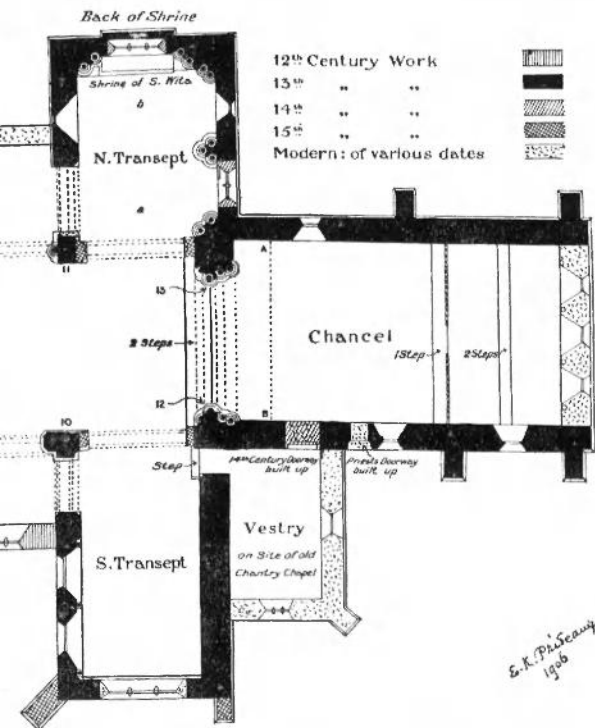 Back of Shrine
Shrine of S. Wita
b
N. Transept
a
12th Century Work
13th " "
14th " "
15th " "
Modern: of various dates
11
13
A
Chancel
2 Steps
1 Step
2 Steps
12
10
B
Step
14th Century Doorway
built up
Priests Doorway
built up
Vestry
on Site of old
Chantry Chapel
S. Transept
E.K. Prideaux
1906